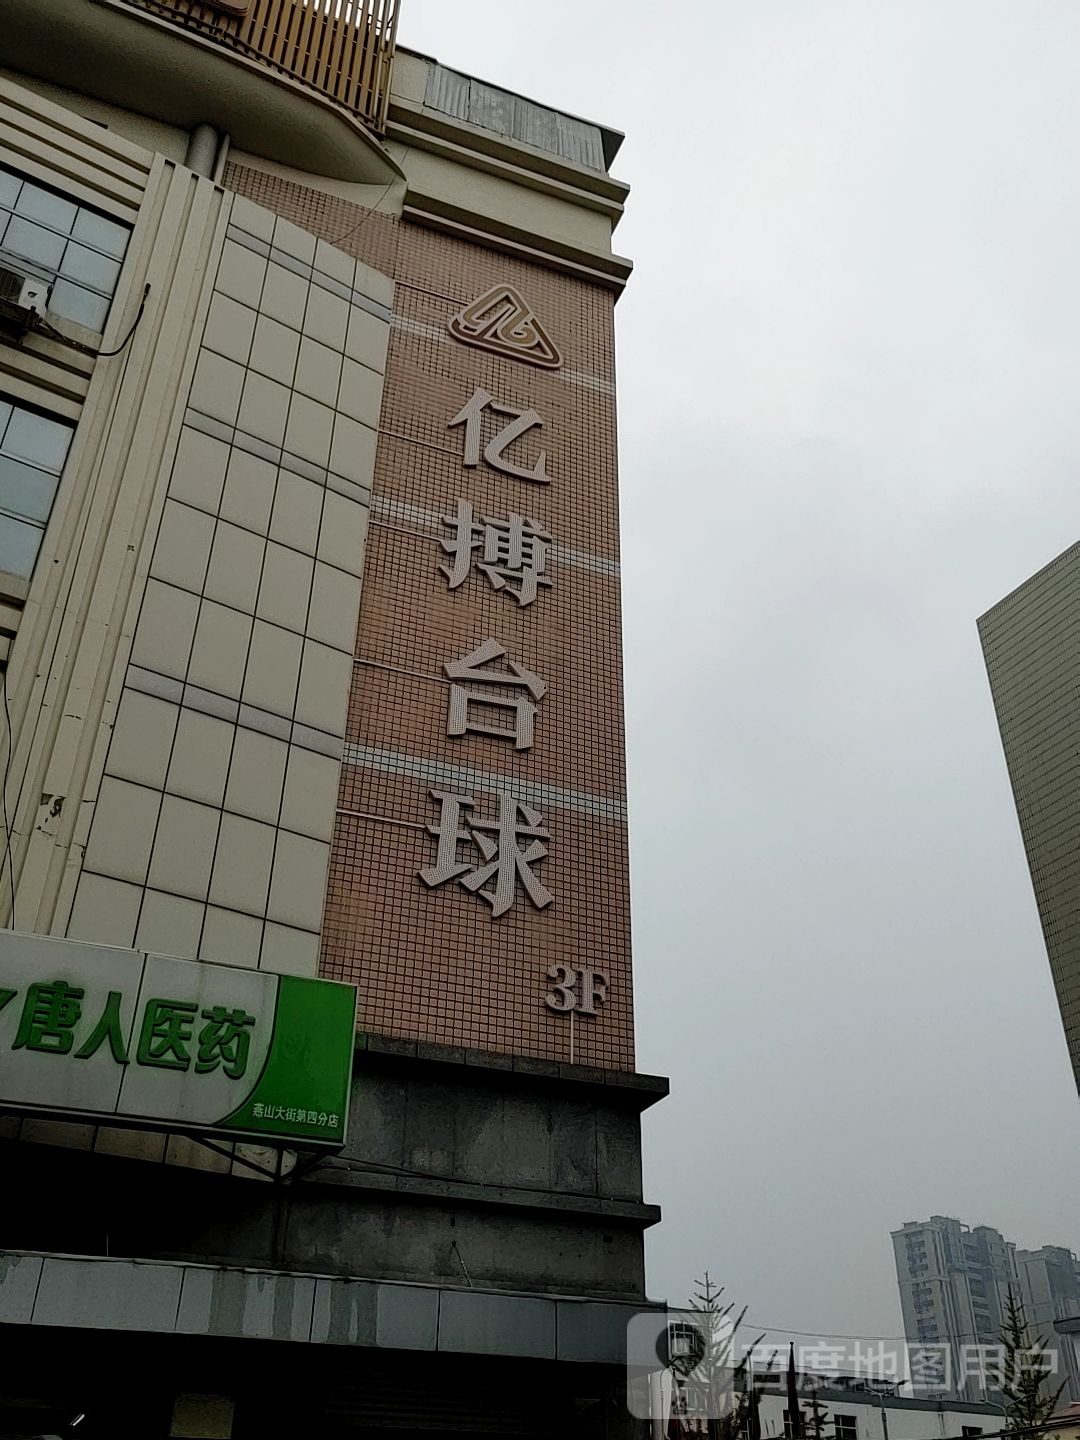 亿搏台球
3F
唐人医药
燕山大街第四分店
百度地图用户